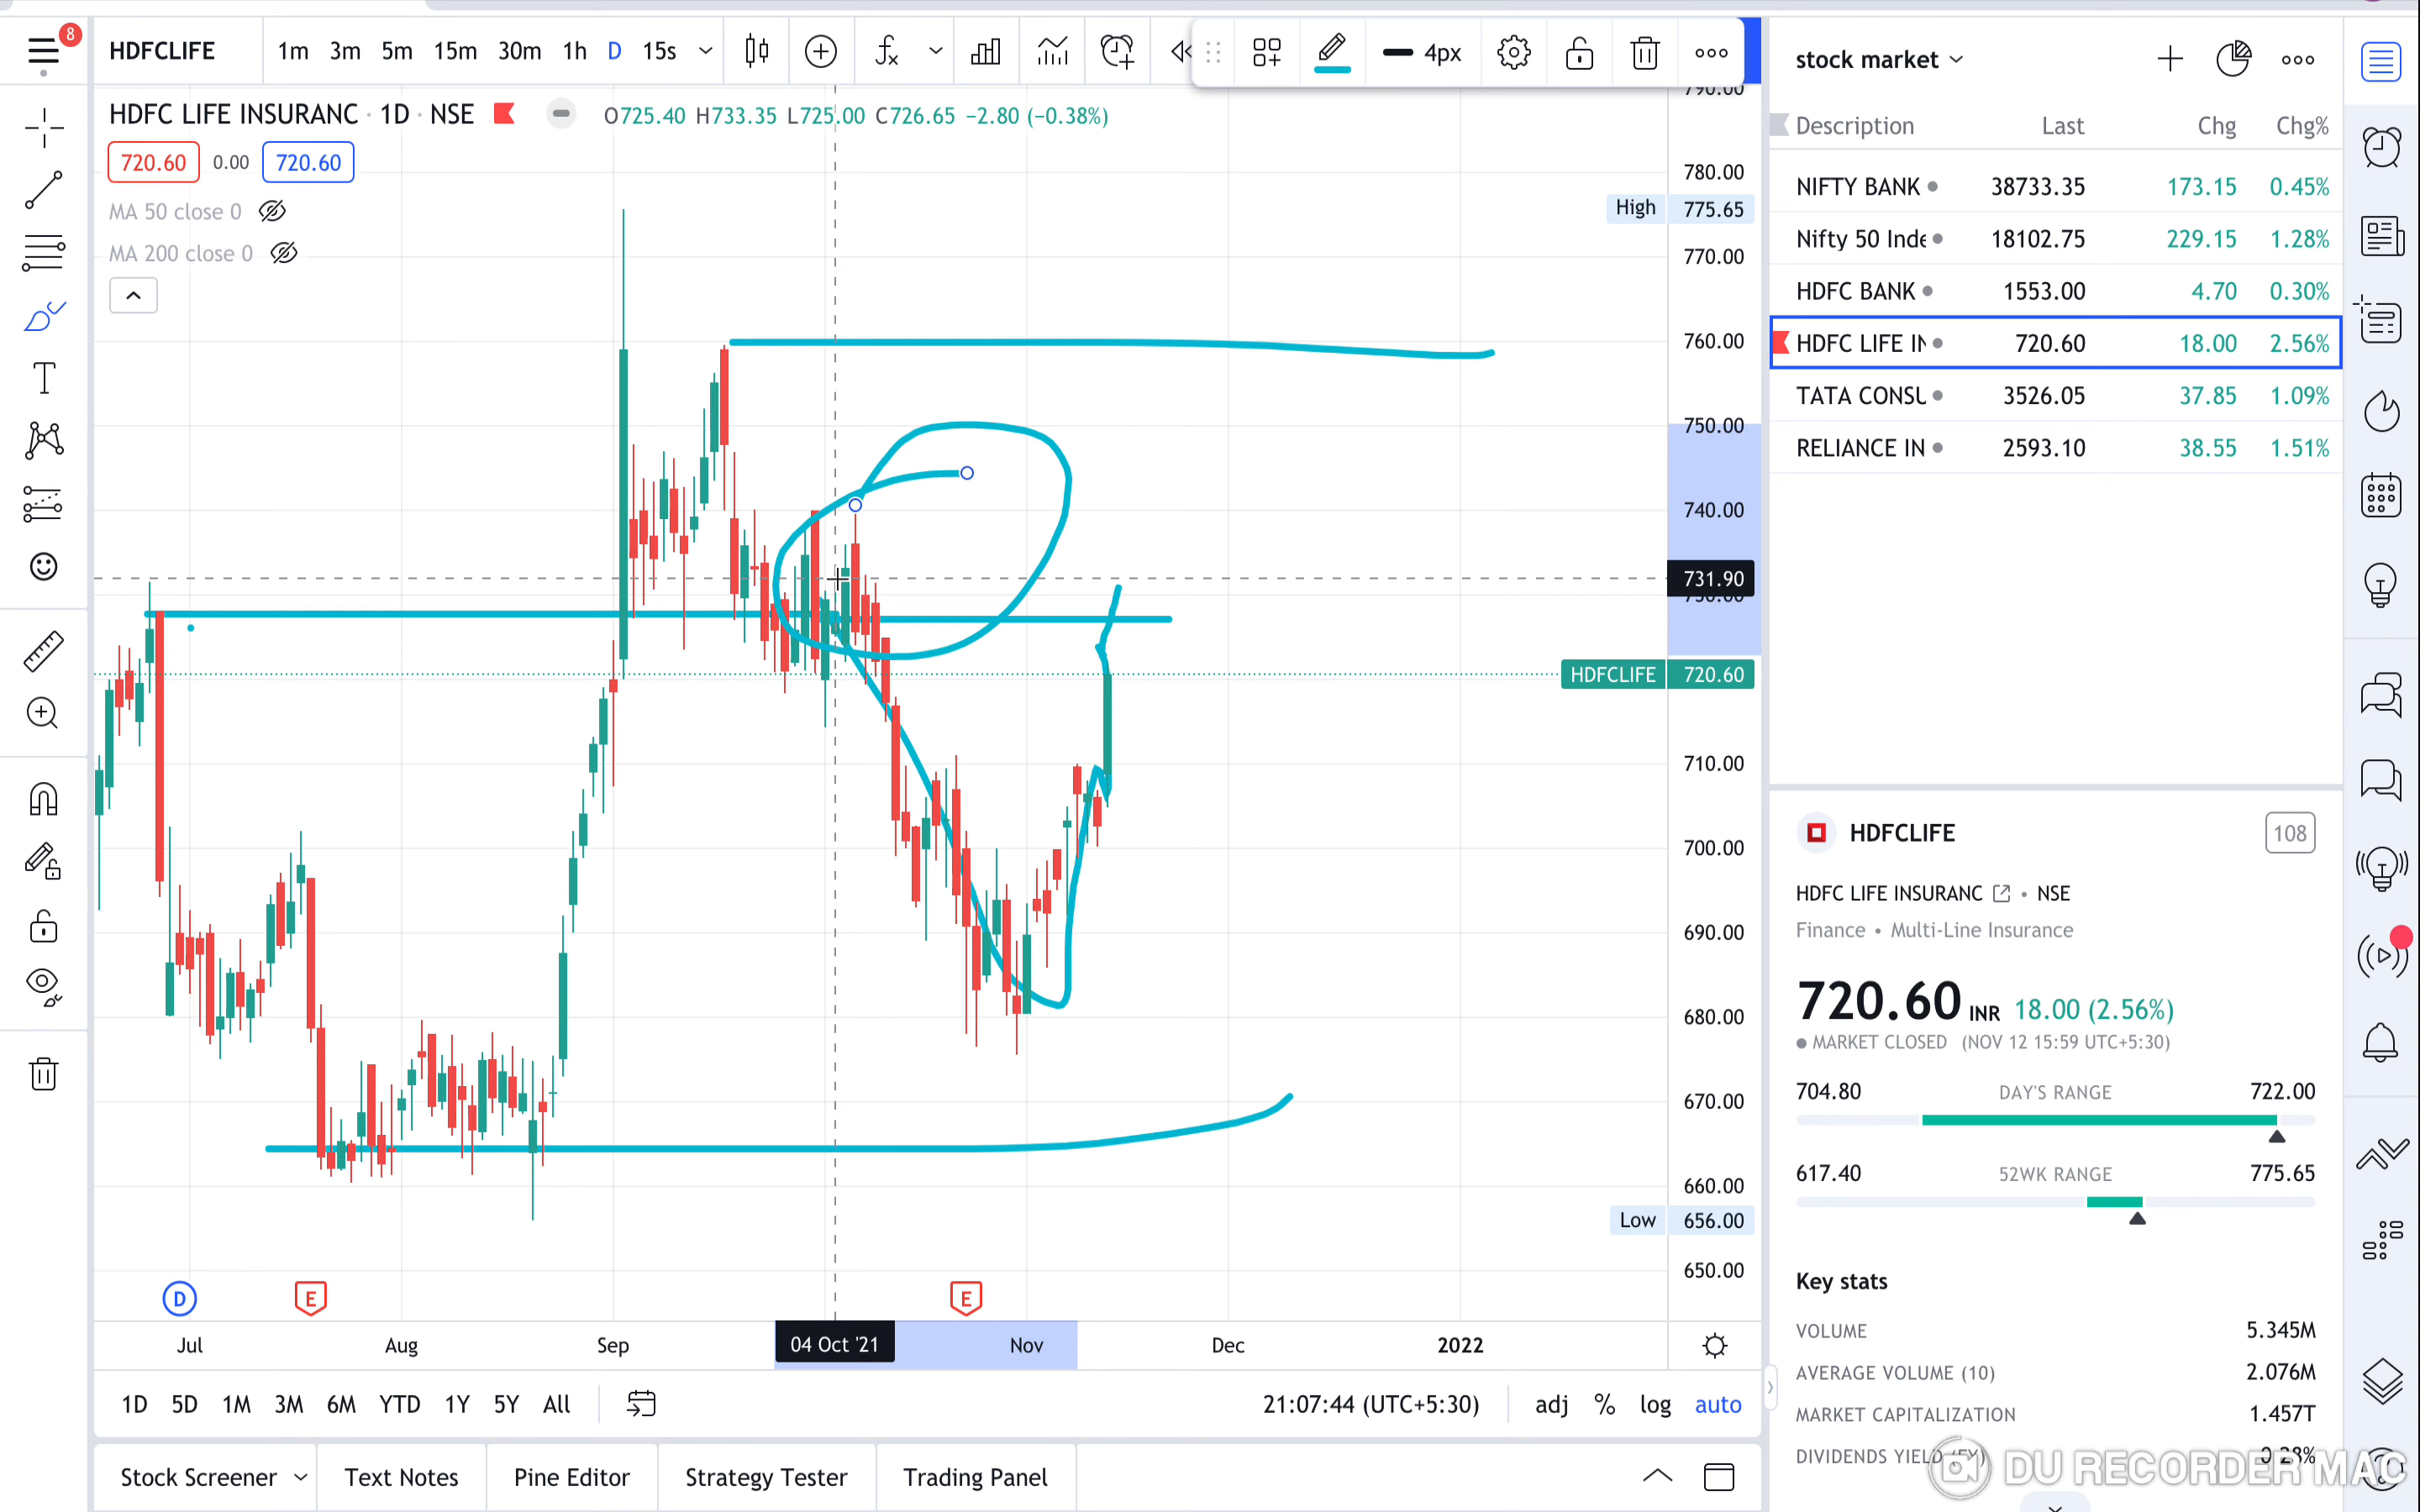 8
HDFCLIFE 1m 3m 5m 15m 30m 1h D 15s 4px
HDFC LIFE INSURANC · 1D · NSE O725.40 H733.35 L725.00 C726.65 −2.80 (−0.38%)
720.60 0.00 720.60
MA 50 close 0
MA 200 close 0
790.00
780.00
High 775.65
770.00
760.00
750.00
740.00
731.90
730.00
HDFCLIFE 720.60
710.00
700.00
690.00
680.00
670.00
660.00
Low 656.00
650.00
D E E
Jul Aug Sep 04 Oct '21 Nov Dec 2022
1D 5D 1M 3M 6M YTD 1Y 5Y All 21:07:44 (UTC+5:30) adj % log auto
Stock Screener Text Notes Pine Editor Strategy Tester Trading Panel
stock market
Description Last Chg Chg%
NIFTY BANK 38733.35 173.15 0.45%
Nifty 50 Inde 18102.75 229.15 1.28%
HDFC BANK 1553.00 4.70 0.30%
HDFC LIFE IN 720.60 18.00 2.56%
TATA CONSU 3526.05 37.85 1.09%
RELIANCE IN 2593.10 38.55 1.51%
HDFCLIFE 108
HDFC LIFE INSURANC • NSE
Finance • Multi-Line Insurance
720.60 INR 18.00 (2.56%)
MARKET CLOSED (NOV 12 15:59 UTC+5:30)
704.80 DAY'S RANGE 722.00
617.40 52WK RANGE 775.65
Key stats
VOLUME 5.345M
AVERAGE VOLUME (10) 2.076M
MARKET CAPITALIZATION 1.457T
DIVIDENDS YIELD (FY) 0.28%
DU RECORDER MAC